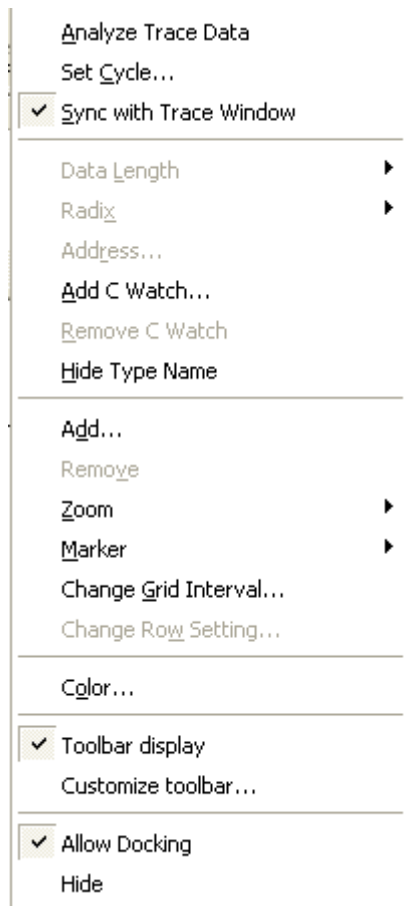 Analyze Trace Data
Set Cycle...
Sync with Trace Window
Data Length
Radix
Address...
Add C Watch...
Remove C Watch
Hide Type Name
Add...
Remove
Zoom
Marker
Change Grid Interval...
Change Row Setting...
Color...
Toolbar display
Customize toolbar...
Allow Docking
Hide